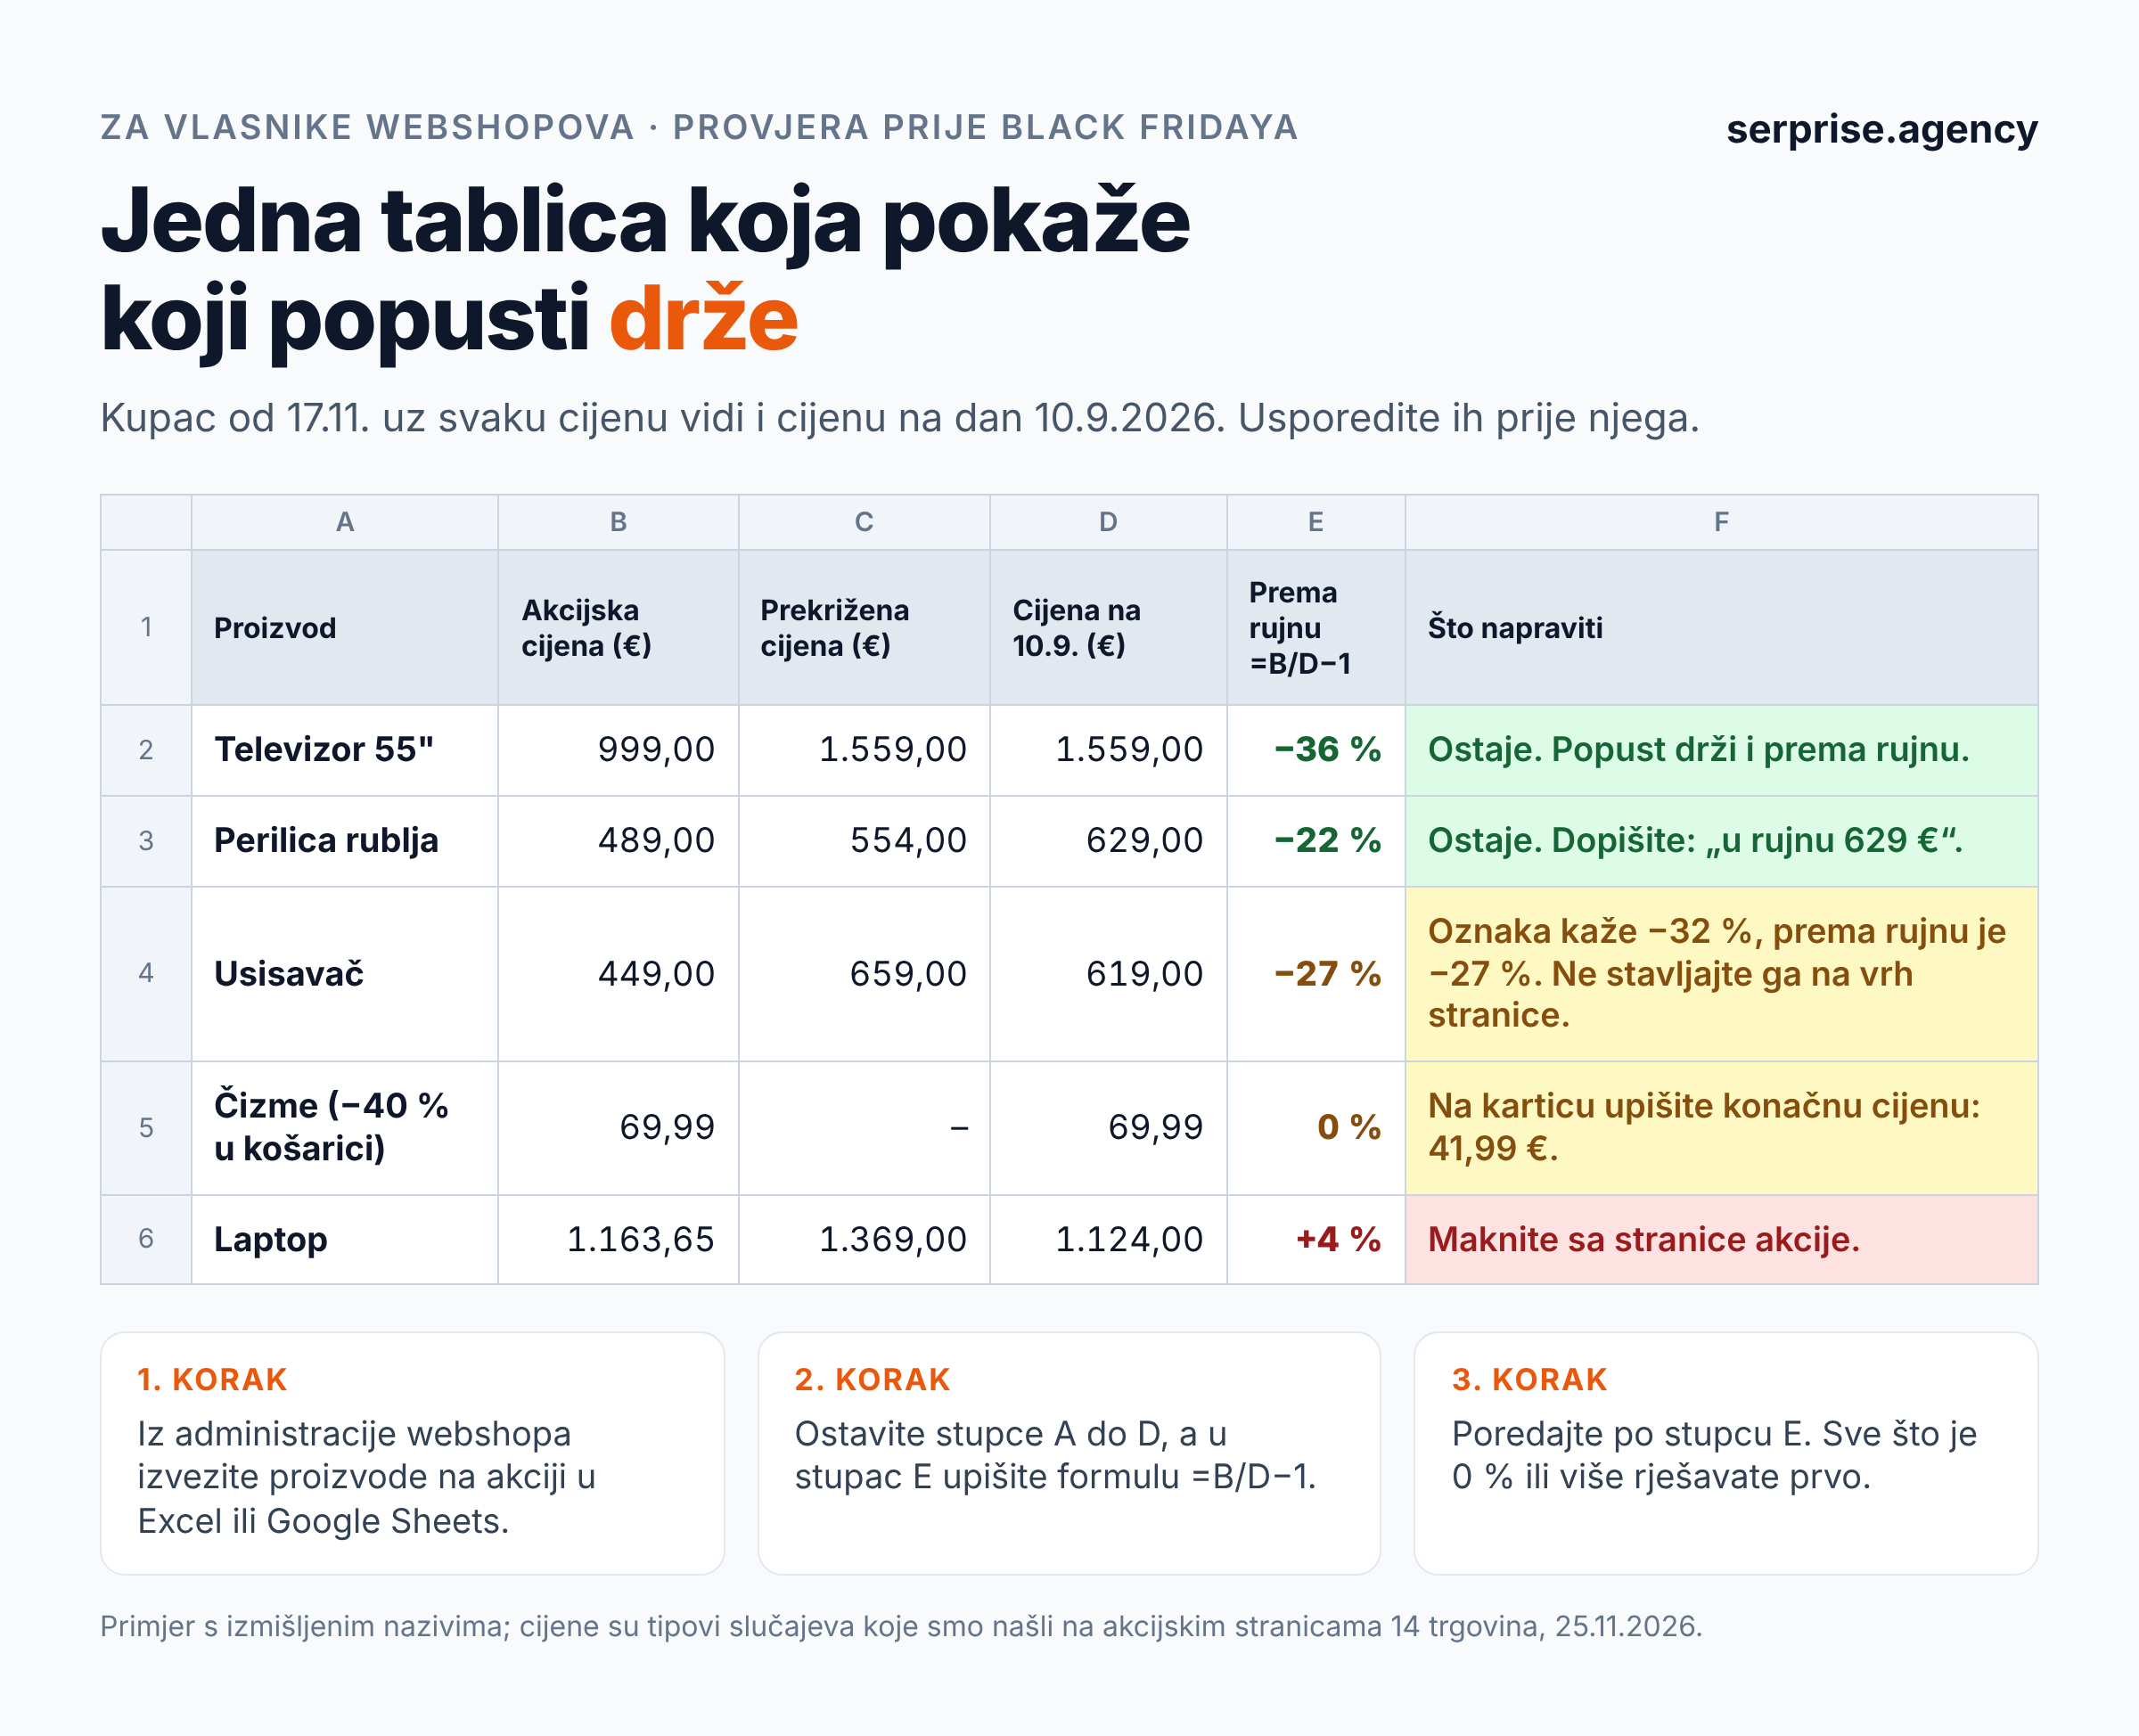 ZA VLASNIKE WEBSHOPOVA · PROVJERA PRIJE BLACK FRIDAYA
serprise.agency
Jedna tablica koja pokaže
koji popusti drže
Kupac od 17.11. uz svaku cijenu vidi i cijenu na dan 10.9.2026. Usporedite ih prije njega.
A B C D E F
1 Proizvod Akcijska cijena (€) Prekrižena cijena (€) Cijena na 10.9. (€) Prema rujnu =B/D−1 Što napraviti
2 Televizor 55" 999,00 1.559,00 1.559,00 −36 % Ostaje. Popust drži i prema rujnu.
3 Perilica rublja 489,00 554,00 629,00 −22 % Ostaje. Dopišite: „u rujnu 629 €“.
4 Usisavač 449,00 659,00 619,00 −27 % Oznaka kaže −32 %, prema rujnu je
−27 %. Ne stavljajte ga na vrh
stranice.
5 Čizme (−40 % u košarici) 69,99 – 69,99 0 % Na karticu upišite konačnu cijenu:
41,99 €.
6 Laptop 1.163,65 1.369,00 1.124,00 +4 % Maknite sa stranice akcije.
1. KORAK
Iz administracije webshopa
izvezite proizvode na akciji u
Excel ili Google Sheets.
2. KORAK
Ostavite stupce A do D, a u
stupac E upišite formulu =B/D−1.
3. KORAK
Poredajte po stupcu E. Sve što je
0 % ili više rješavate prvo.
Primjer s izmišljenim nazivima; cijene su tipovi slučajeva koje smo našli na akcijskim stranicama 14 trgovina, 25.11.2026.